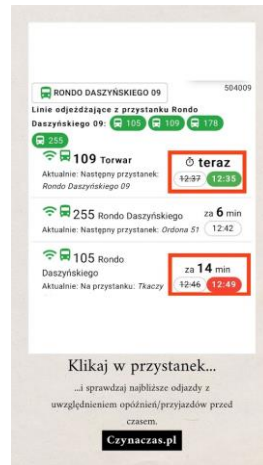 RONDO DASZYŃSKIEGO 09
504009
Linie odjeżdżające z przystanku Rondo
Daszyńskiego 09: 105 109 178
255
109 Torwar
teraz
Aktualnie: Następny przystanek:
Rondo Daszyńskiego 09
12:37 12:35
255 Rondo Daszyńskiego
za 6 min
Aktualnie: Następny przystanek: Ordona 51
12:42
105 Rondo
Daszyńskiego
za 14 min
Aktualnie: Na przystanku: Tkaczy
12:46 12:49
Klikaj w przystanek...
...i sprawdzaj najbliższe odjazdy z
uwzględnieniem opóźnień/przyjazdów przed
czasem.
Czynaczas.pl